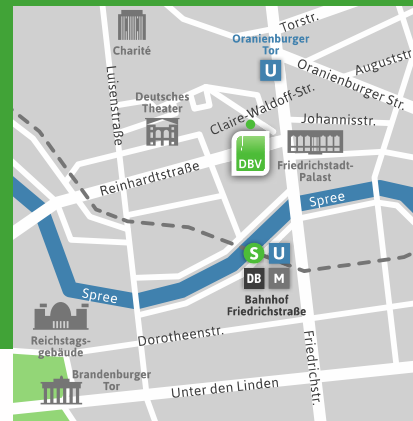 Torstr.
Charité
Oranienburger
Tor
U
Auguststr
Oranienburger Str.
Luisenstraße
Deutsches
Theater
Claire-Waldoff-Str.
Johannisstr.
DBV
Friedrichstadt-
Palast
Reinhardtstraße
Spree
S U
DB M
Spree
Bahnhof
Friedrichstraße
Reichstags-
gebäude
Dorotheenstr.
Friedrichstr.
Brandenburger
Tor
Unter den Linden